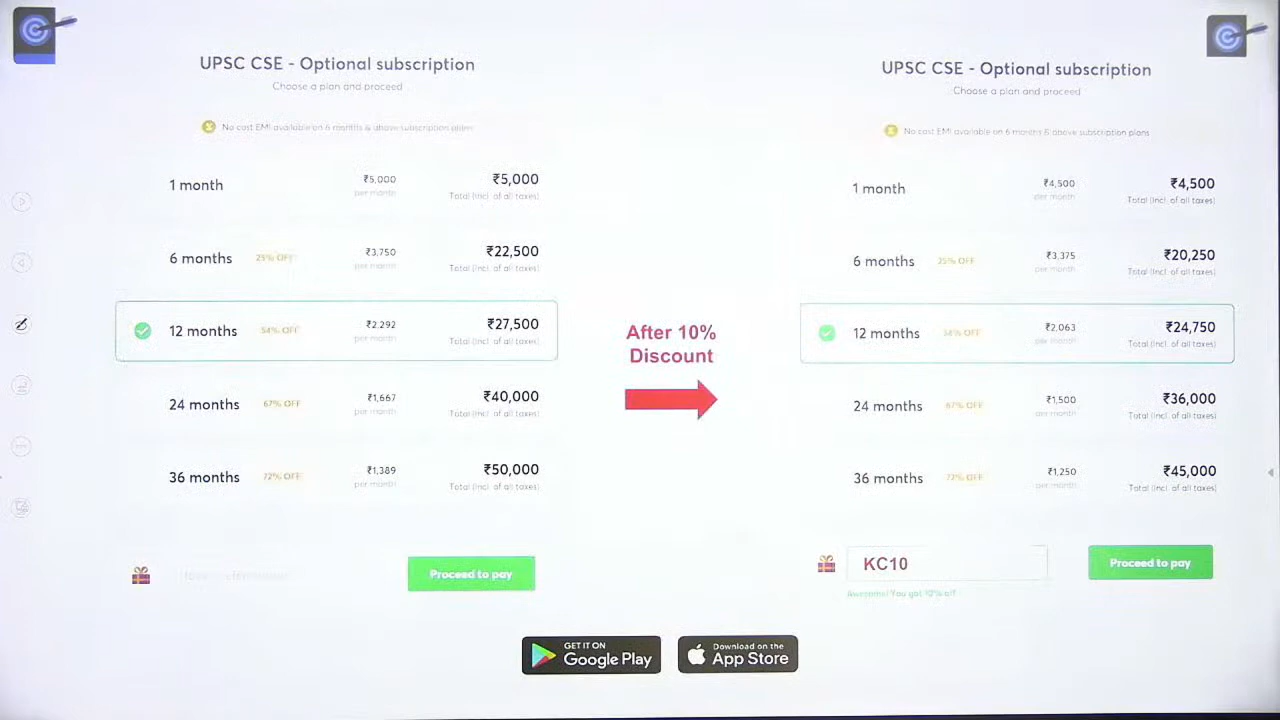 UPSC CSE - Optional subscription
Choose a plan and proceed
No cost EMI available on 6 months & above subscription plans
1 month ₹5,000 ₹5,000
per month Total (Incl. of all taxes)
6 months 25% OFF ₹3,750 ₹22,500
per month Total (Incl. of all taxes)
12 months 54% OFF ₹2,292 ₹27,500
per month Total (Incl. of all taxes)
24 months 67% OFF ₹1,667 ₹40,000
per month Total (Incl. of all taxes)
36 months 72% OFF ₹1,389 ₹50,000
per month Total (Incl. of all taxes)
Proceed to pay
After 10%
Discount
UPSC CSE - Optional subscription
Choose a plan and proceed
No cost EMI available on 6 months & above subscription plans
1 month ₹4,500 ₹4,500
per month Total (Incl. of all taxes)
6 months 25% OFF ₹3,375 ₹20,250
per month Total (Incl. of all taxes)
12 months 54% OFF ₹2,063 ₹24,750
per month Total (Incl. of all taxes)
24 months 67% OFF ₹1,500 ₹36,000
per month Total (Incl. of all taxes)
36 months 72% OFF ₹1,250 ₹45,000
per month Total (Incl. of all taxes)
KC10
Proceed to pay
Awesome! You got 10% off
GET IT ON
Google Play
Download on the
App Store